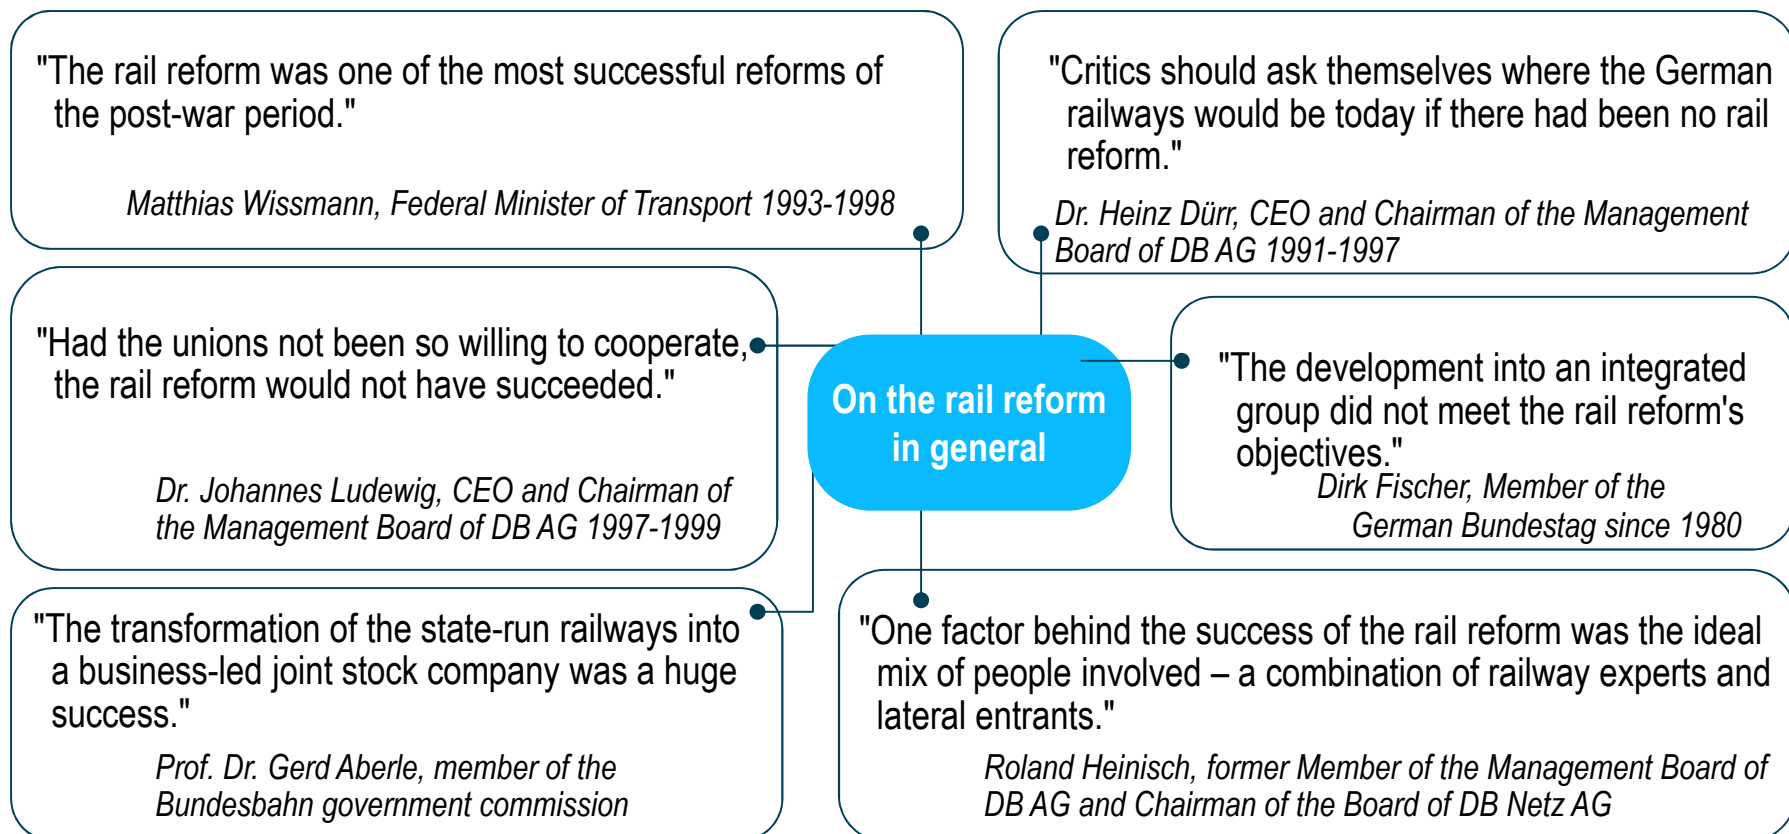 "The rail reform was one of the most successful reforms of
the post-war period."
Matthias Wissmann, Federal Minister of Transport 1993-1998
"Critics should ask themselves where the German
railways would be today if there had been no rail
reform."
Dr. Heinz Dürr, CEO and Chairman of the Management
Board of DB AG 1991-1997
"Had the unions not been so willing to cooperate,
the rail reform would not have succeeded."
Dr. Johannes Ludewig, CEO and Chairman of
the Management Board of DB AG 1997-1999
On the rail reform
in general
"The development into an integrated
group did not meet the rail reform's
objectives."
Dirk Fischer, Member of the
German Bundestag since 1980
"The transformation of the state-run railways into
a business-led joint stock company was a huge
success."
Prof. Dr. Gerd Aberle, member of the
Bundesbahn government commission
"One factor behind the success of the rail reform was the ideal
mix of people involved – a combination of railway experts and
lateral entrants."
Roland Heinisch, former Member of the Management Board of
DB AG and Chairman of the Board of DB Netz AG